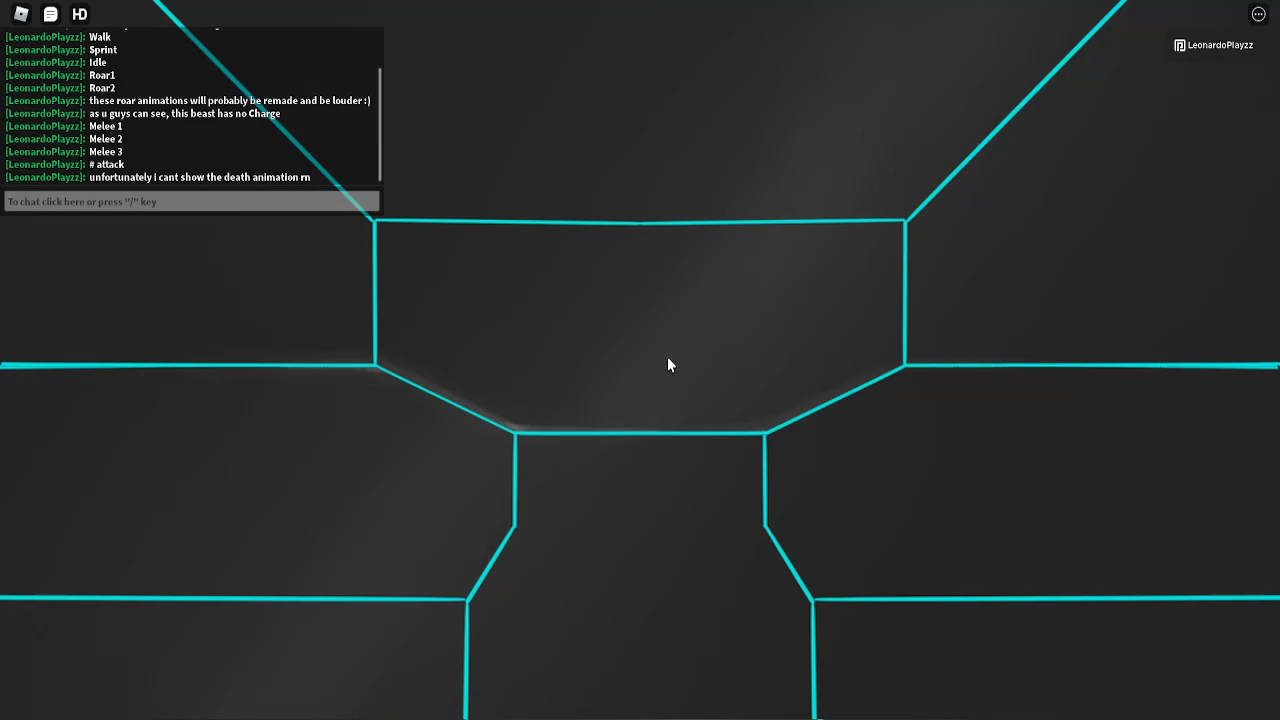 HD
[LeonardoPlayzz]: Walk
[LeonardoPlayzz]: Sprint
[LeonardoPlayzz]: Idle
[LeonardoPlayzz]: Roar1
[LeonardoPlayzz]: Roar2
[LeonardoPlayzz]: these roar animations will probably be remade and be louder :)
[LeonardoPlayzz]: as u guys can see, this beast has no Charge
[LeonardoPlayzz]: Melee 1
[LeonardoPlayzz]: Melee 2
[LeonardoPlayzz]: Melee 3
[LeonardoPlayzz]: # attack
[LeonardoPlayzz]: unfortunately I cant show the death animation rn
To chat click here or press "/" key
LeonardoPlayzz